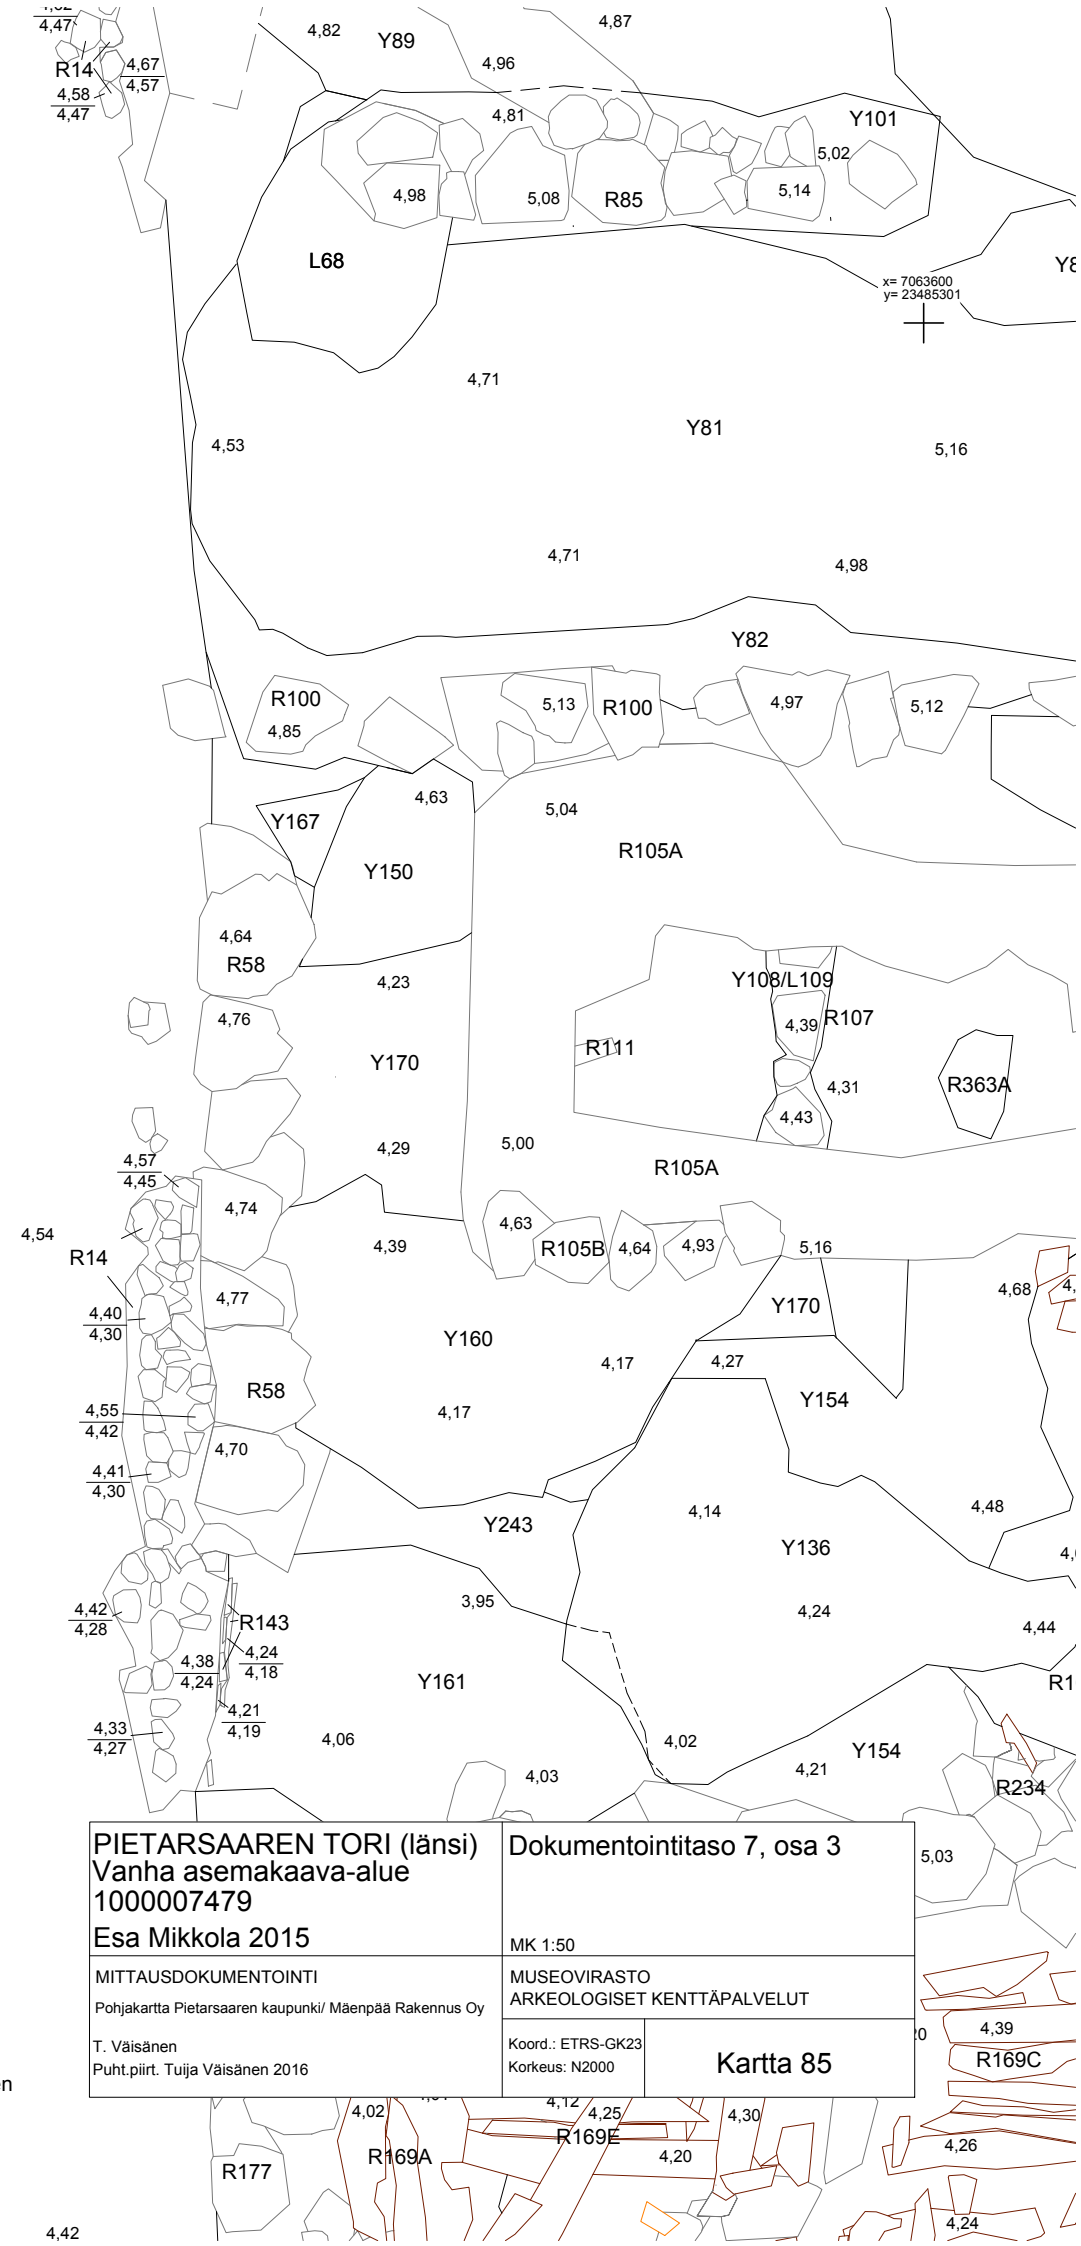 4,47
R14
4,67
4,57
4,58
4,47
4,82
Y89
4,87
4,96
4,81
Y101
5,02
4,98
5,08
R85
5,14
L68
x= 7063600
y= 23485301
4,71
Y81
4,53
5,16
4,71
4,98
Y82
R100
4,85
5,13
R100
4,97
5,12
4,63
5,04
Y167
R105A
Y150
4,64
R58
4,23
Y108/L109
4,76
4,39
R107
R111
Y170
R363A
4,31
4,43
4,29
5,00
4,57
4,45
R105A
4,74
4,63
4,54
R14
4,39
R105B
4,64
4,93
5,16
4,68
4,77
4,40
4,30
Y170
Y160
4,17
4,27
R58
Y154
4,55
4,42
4,17
4,70
4,41
4,30
4,14
4,48
Y243
Y136
3,95
4,24
4,42
4,28
R143
4,44
4,38
4,24
4,24
4,18
Y161
4,21
4,19
4,33
4,27
4,06
4,02
Y154
4,03
4,21
R234
PIETARSAAREN TORI (länsi)
Vanha asemakaava-alue
1000007479
Esa Mikkola 2015
Dokumentointitaso 7, osa 3
MK 1:50
5,03
MITTAUSDOKUMENTOINTI
Pohjakartta Pietarsaaren kaupunki/ Mäenpää Rakennus Oy
T. Väisänen
Puht.piirt. Tuija Väisänen 2016
MUSEOVIRASTO
ARKEOLOGISET KENTTÄPALVELUT
Koord.: ETRS-GK23
Korkeus: N2000
Kartta 85
4,39
R169C
4,02
4,12
4,25
4,30
R169E
R169A
4,20
4,26
R177
4,24
4,42